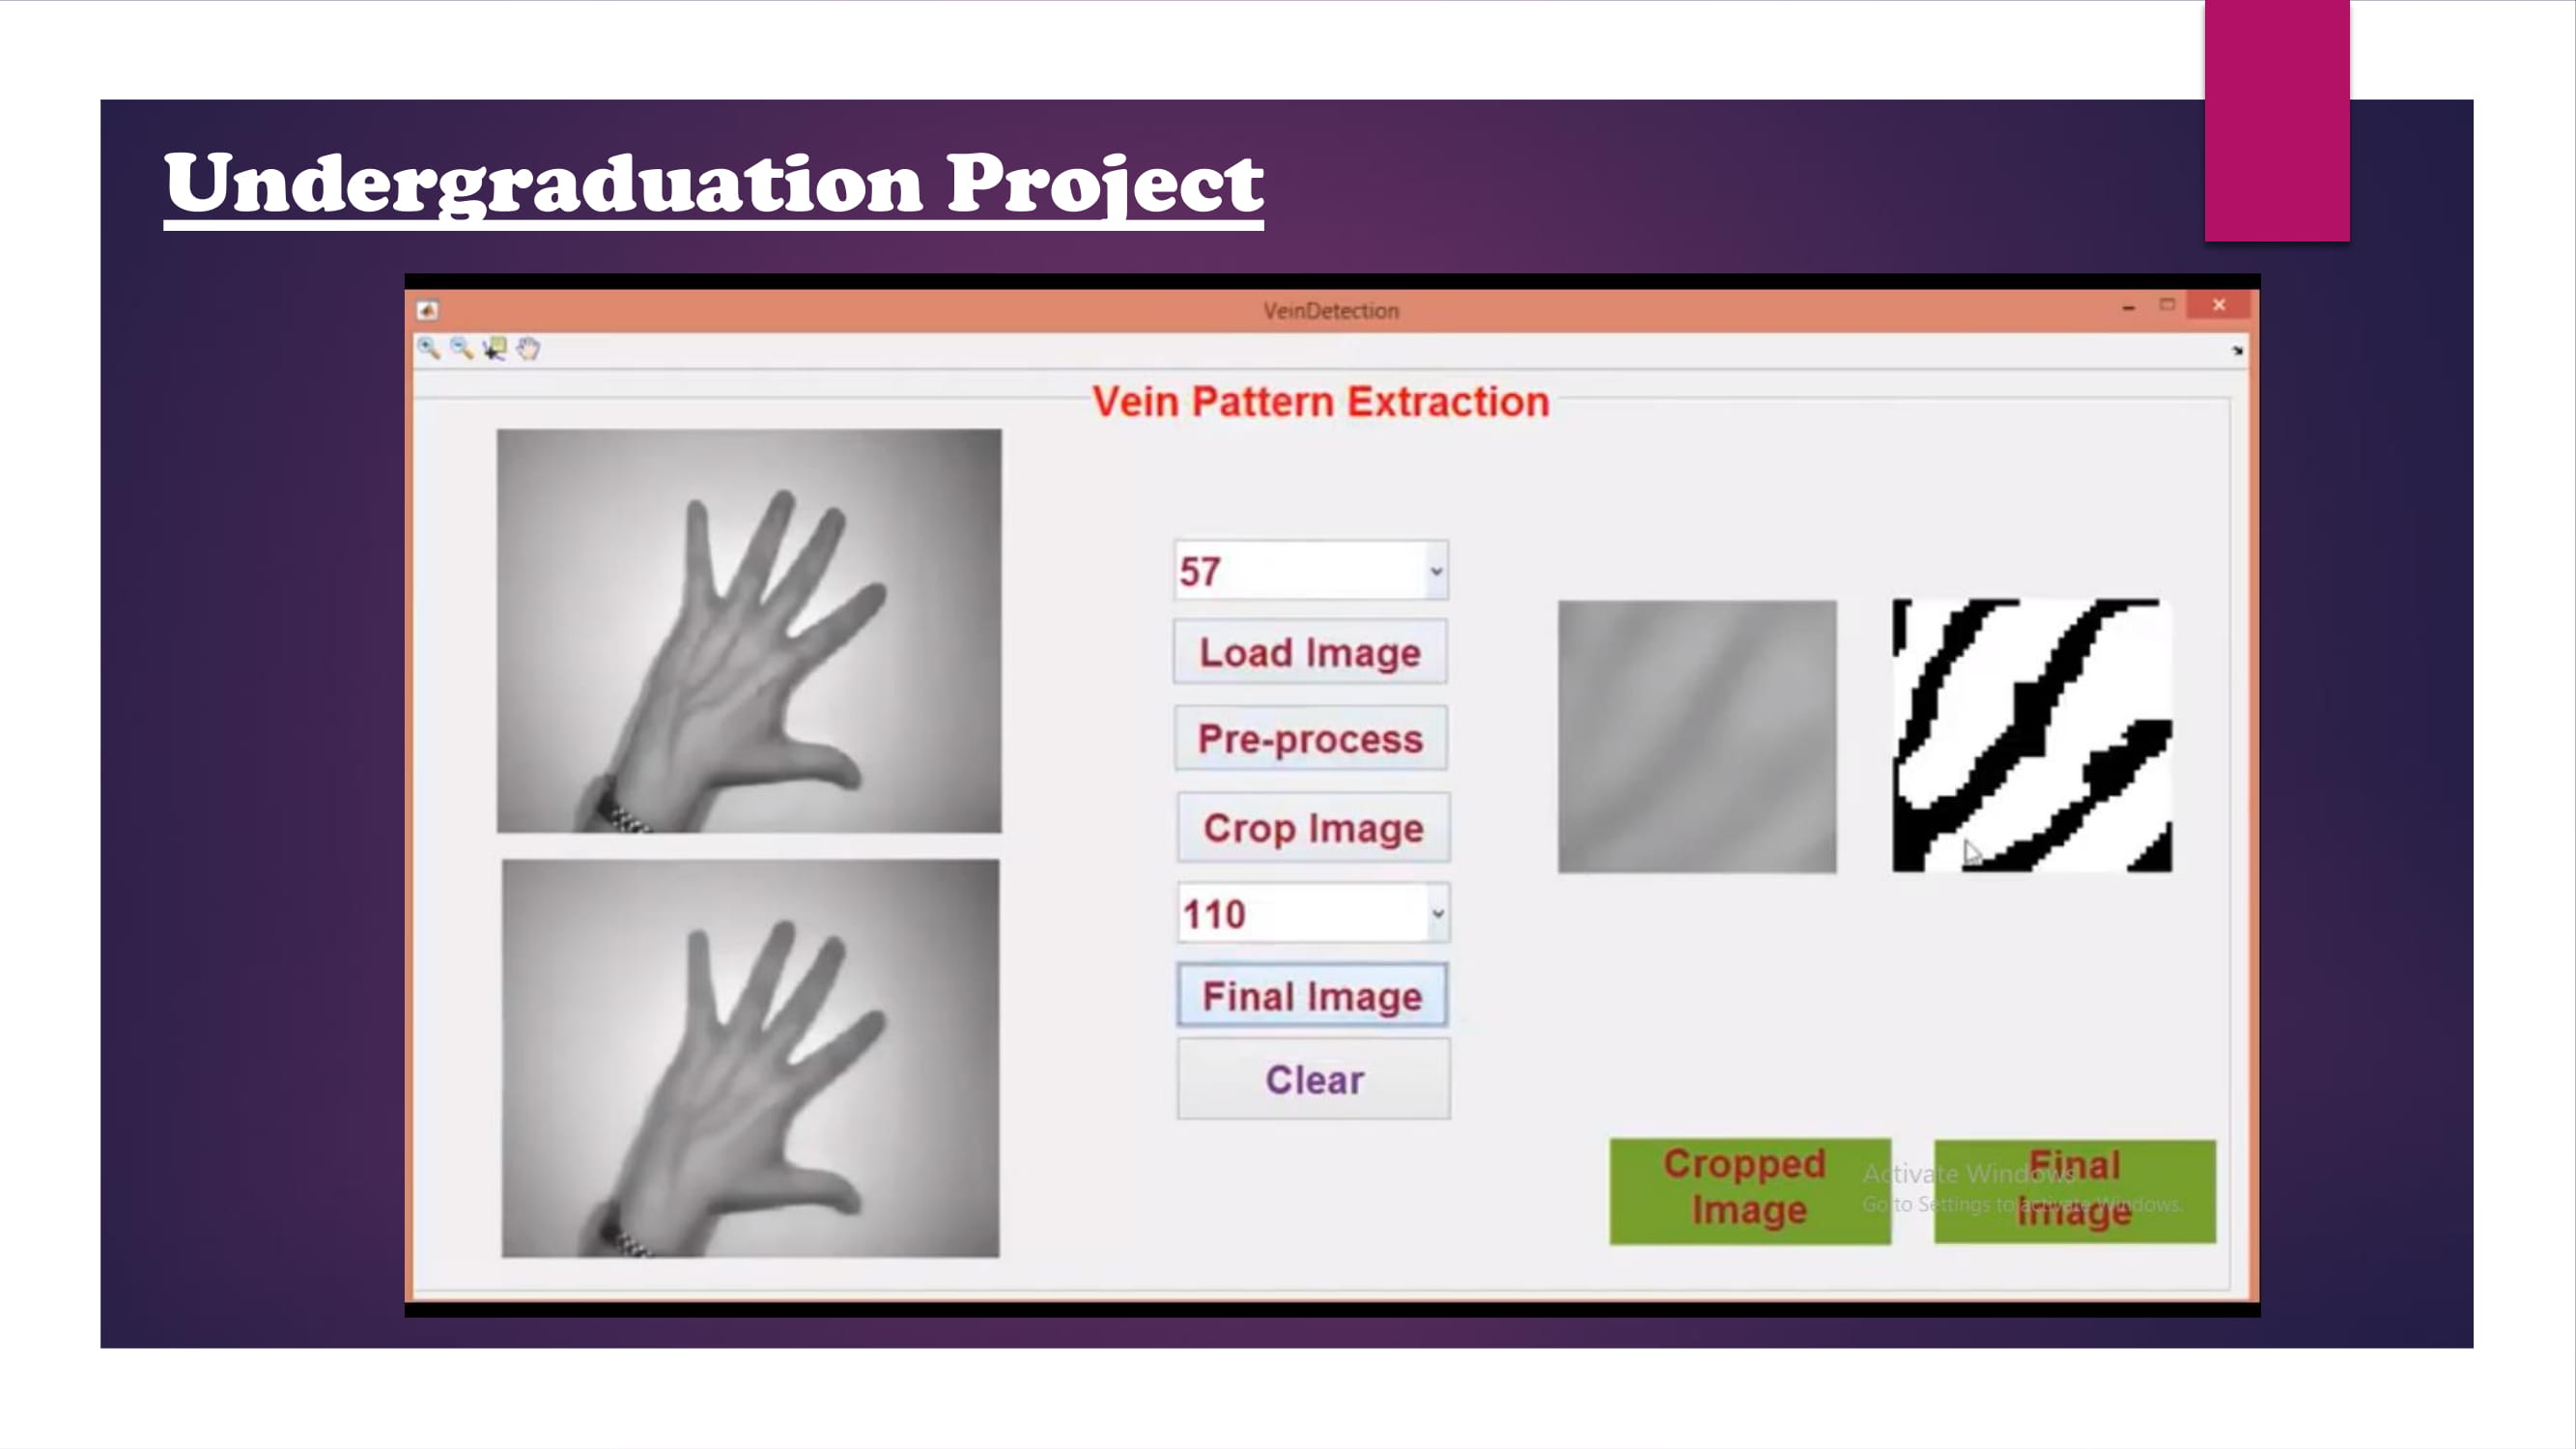 Undergraduation Project
VeinDetection
Vein Pattern Extraction
57
Load Image
Pre-process
Crop Image
110
Final Image
Clear
Cropped
Image
Final
Image
Activate Windows
Go to Settings to activate Windows.